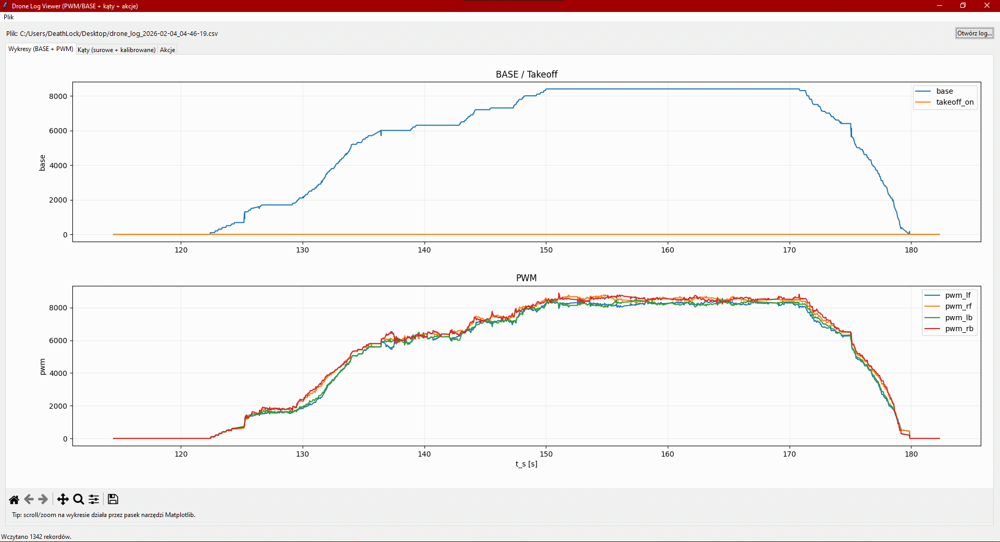 Drone Log Viewer (PWM/BASE + kąty + akcje)
Plik
Plik: C:/Users/DeathLock/Desktop/drone_log_2026-02-04_04-46-19.csv
Otwórz log...
Wykresy (BASE + PWM) Kąty (surowe + kalibrowane) Akcje
BASE / Takeoff
base
8000
6000
4000
2000
0
120 130 140 150 160 170 180
base
takeoff_on
PWM
pwm
8000
6000
4000
2000
0
120 130 140 150 160 170 180
t_s [s]
pwm_lf
pwm_rf
pwm_lb
pwm_rb
Tip: scroll/zoom na wykresie działa przez pasek narzędzi Matplotlib.
Wczytano 1342 rekordów.